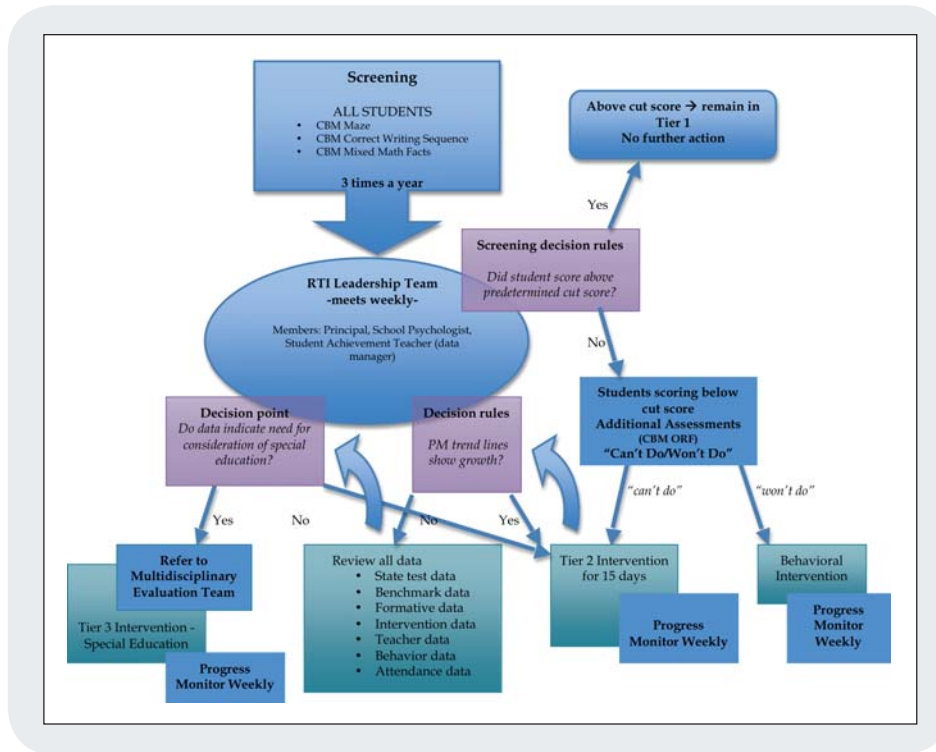 Screening
ALL STUDENTS
• CBM Maze
• CBM Correct Writing Sequence
• CBM Mixed Math Facts
3 times a year
Above cut score → remain in
Tier 1
No further action
Yes
Screening decision rules
Did student score above
predetermined cut score?
RTI Leadership Team
-meets weekly-
Members: Principal, School Psychologist,
Student Achievement Teacher (data
manager)
No
Students scoring below
cut score
Additional Assessments
(CBM ORF)
“Can’t Do/Won’t Do”
Decision point
Do data indicate need for
consideration of special
education?
Decision rules
PM trend lines
show growth?
“can’t do”
“won’t do”
Yes
No
No
Yes
Refer to
Multidisciplinary
Evaluation Team
Tier 3 Intervention -
Special Education
Progress
Monitor Weekly
Review all data
• State test data
• Benchmark data
• Formative data
• Intervention data
• Teacher data
• Behavior data
• Attendance data
Tier 2 Intervention
for 15 days
Progress
Monitor Weekly
Behavioral
Intervention
Progress
Monitor
Weekly